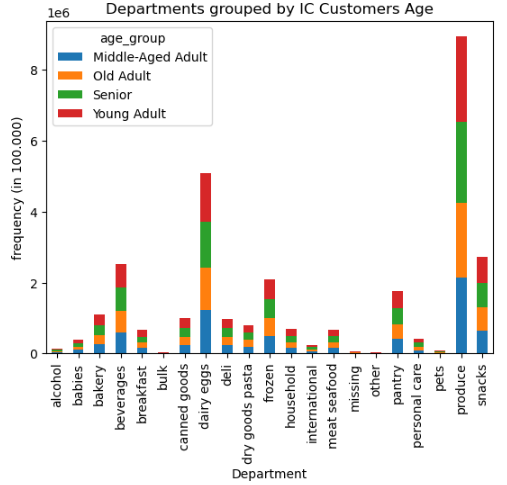 Departments grouped by IC Customers Age
1e6
age_group
Middle-Aged Adult
Old Adult
Senior
Young Adult
frequency (in 100.000)
8
6
4
2
0
alcohol
babies
bakery
beverages
breakfast
bulk
canned goods
dairy eggs
deli
dry goods pasta
frozen
household
international
meat seafood
missing
other
pantry
personal care
pets
produce
snacks
Department